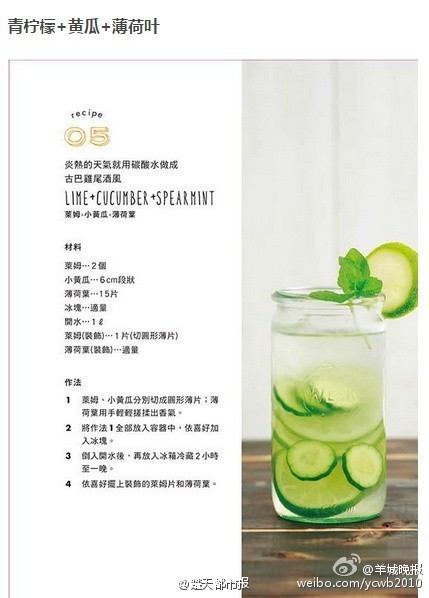 青柠檬+黄瓜+薄荷叶
recipe
05
炎熱的天氣就用碳酸水做成
古巴雞尾酒風
LIME+CUCUMBER+SPEARMINT
萊姆+小黃瓜+薄荷葉
材料
萊姆…2個
小黃瓜…6cm段狀
薄荷葉…15片
冰塊…適量
開水…1ℓ
萊姆(裝飾)…1片(切圓形薄片)
薄荷葉(裝飾)…適量
作法
1 萊姆、小黃瓜分別切成圓形薄片；薄
荷葉用手輕輕搓揉出香氣。
2 將作法1全部放入容器中，依喜好加
入冰塊。
3 倒入開水後，再放入冰箱冷藏2小時
至一晚。
4 依喜好擺上裝飾的萊姆片和薄荷葉。
WECK
@羊城晚报
weibo.com/ycwb2010